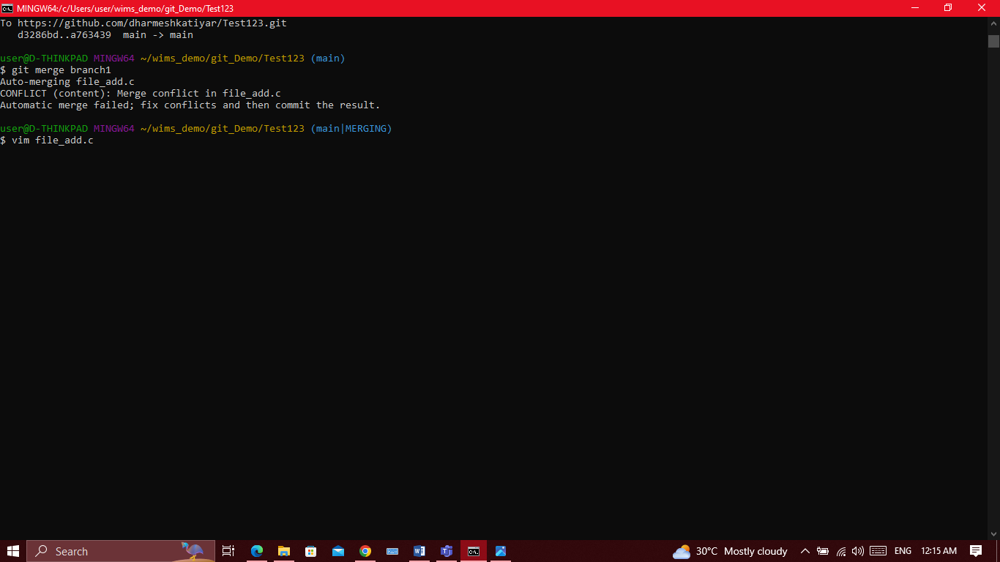 MINGW64:/c/Users/user/wims_demo/git_Demo/Test123
To https://github.com/dharmeshkatiyar/Test123.git
   d3286bd..a763439  main -> main
user@D-THINKPAD MINGW64 ~/wims_demo/git_Demo/Test123 (main)
$ git merge branch1
Auto-merging file_add.c
CONFLICT (content): Merge conflict in file_add.c
Automatic merge failed; fix conflicts and then commit the result.
user@D-THINKPAD MINGW64 ~/wims_demo/git_Demo/Test123 (main|MERGING)
$ vim file_add.c
Search
30°C Mostly cloudy
ENG
12:15 AM